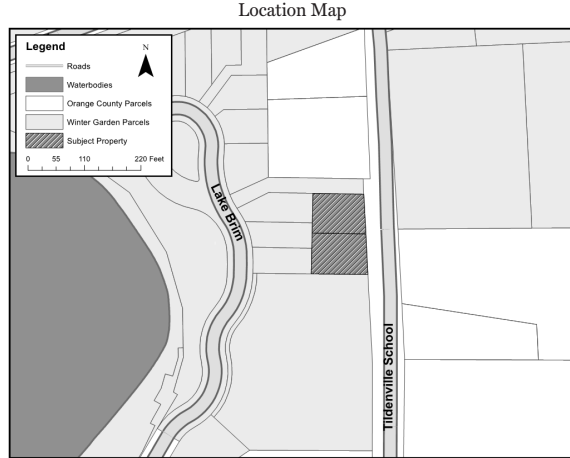 Location Map
Legend
N
Roads
Waterbodies
Orange County Parcels
Winter Garden Parcels
Subject Property
0 55 110 220 Feet
Lake Brim
Tildenville School